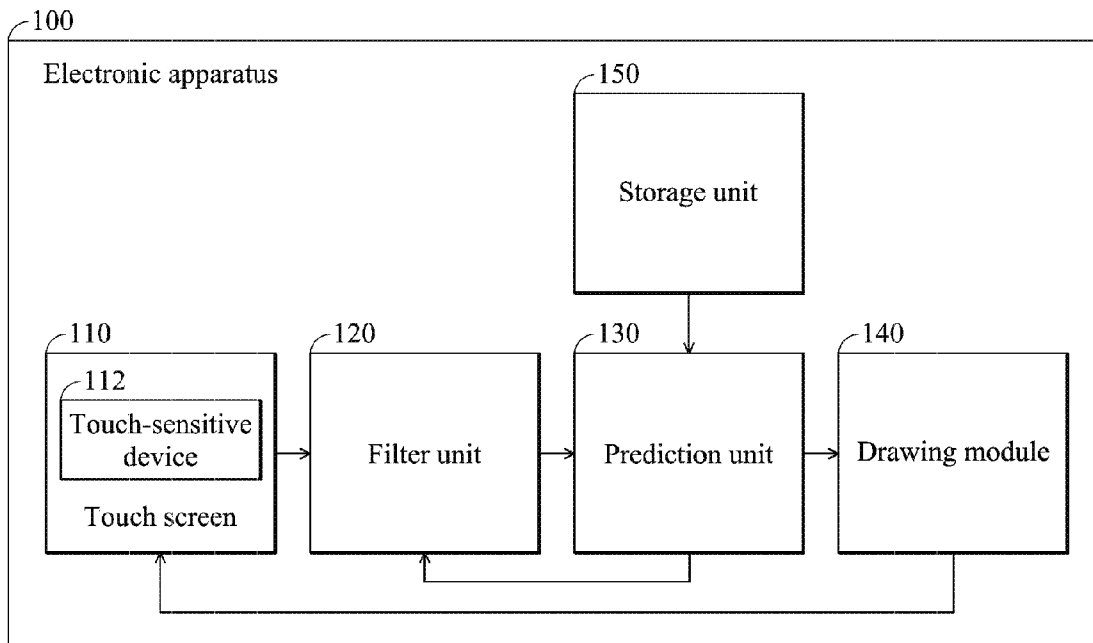 100
Electronic apparatus
150
Storage unit
110
112
Touch-sensitive
device
Touch screen
120
Filter unit
130
Prediction unit
140
Drawing module